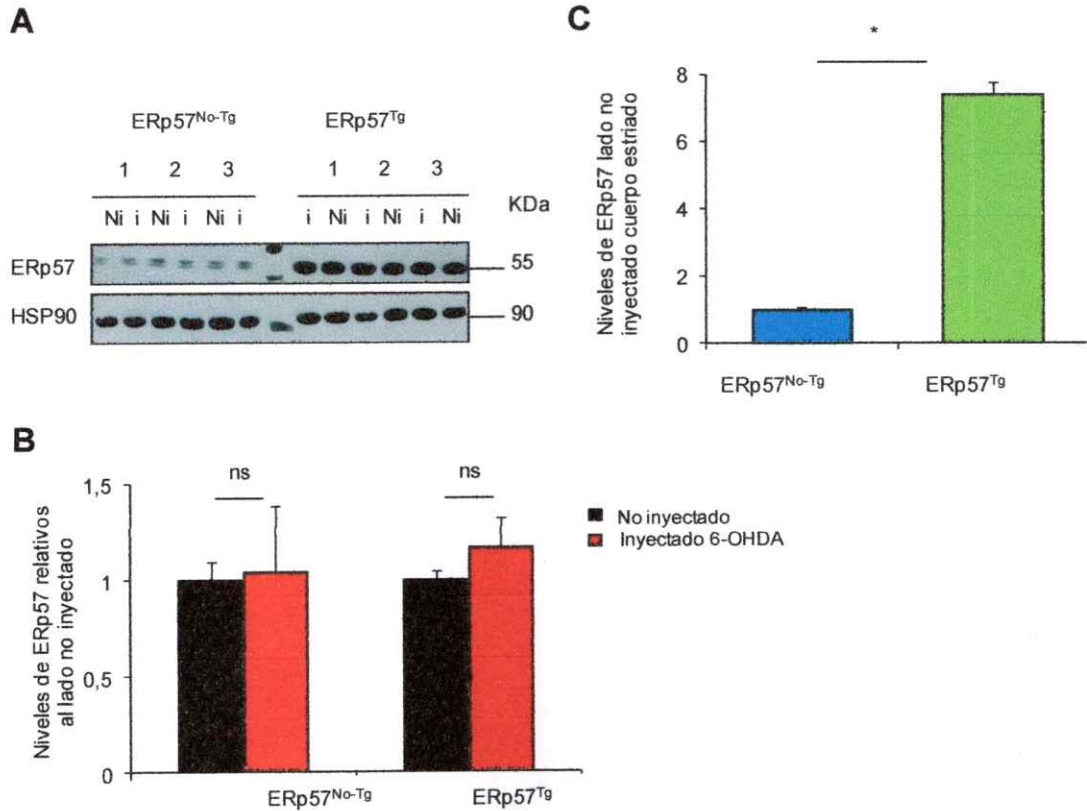 A
ERp57No-Tg ERp57Tg
1 2 3 1 2 3
Ni i Ni i Ni i i Ni i Ni i Ni KDa
ERp57 55
HSP90 90
C
*
Niveles de ERp57 lado no
inyectado cuerpo estriado
8
6
4
2
0
ERp57No-Tg ERp57Tg
B
ns ns
Niveles de ERp57 relativos
al lado no inyectado
1,5
1
0,5
0
ERp57No-Tg ERp57Tg
No inyectado
Inyectado 6-OHDA